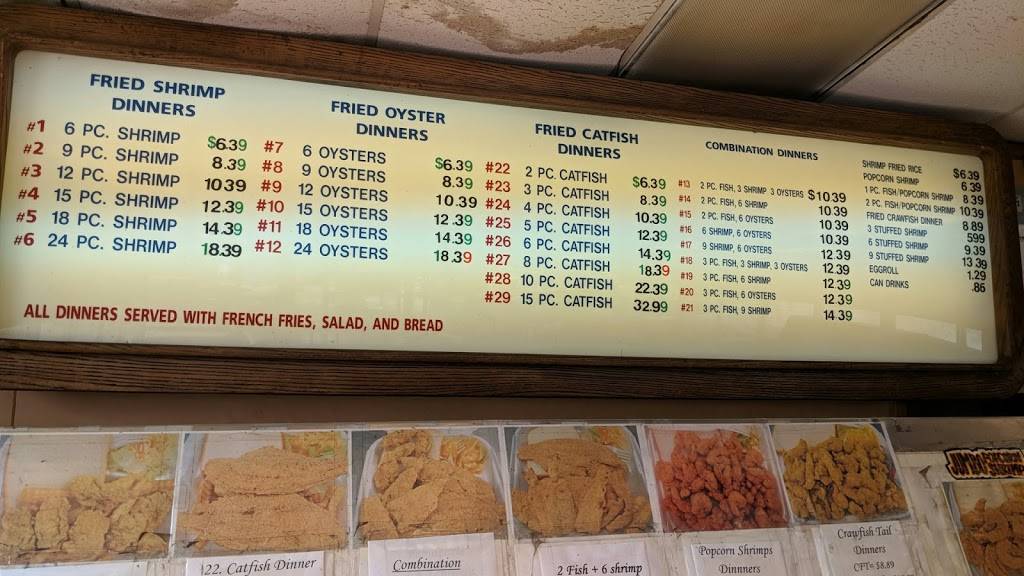 FRIED SHRIMP
DINNERS
#1 6 PC. SHRIMP $6.39
#2 9 PC. SHRIMP 8.39
#3 12 PC. SHRIMP 10 39
#4 15 PC. SHRIMP 12.39
#5 18 PC. SHRIMP 14.39
#6 24 PC. SHRIMP 18.39
FRIED OYSTER
DINNERS
#7 6 OYSTERS $6.39
#8 9 OYSTERS 8.39
#9 12 OYSTERS 10.39
#10 15 OYSTERS 12.39
#11 18 OYSTERS 14.39
#12 24 OYSTERS 18.39
FRIED CATFISH
DINNERS
#22 2 PC. CATFISH $6.39
#23 3 PC. CATFISH 8.39
#24 4 PC. CATFISH 10.39
#25 5 PC. CATFISH 12.39
#26 6 PC. CATFISH 14.39
#27 8 PC. CATFISH 18.39
#28 10 PC. CATFISH 22.39
#29 15 PC. CATFISH 32.99
COMBINATION DINNERS
#13 2 PC. FISH, 3 SHRIMP 3 OYSTERS $10.39
#14 2 PC. FISH, 6 SHRIMP 10.39
#15 2 PC. FISH, 6 OYSTERS 10.39
#16 6 SHRIMP, 6 OYSTERS 10.39
#17 9 SHRIMP, 6 OYSTERS 12.39
#18 3 PC. FISH, 3 SHRIMP, 3 OYSTERS 12.39
#19 3 PC. FISH, 6 SHRIMP 12.39
#20 3 PC. FISH, 6 OYSTERS 12.39
#21 3 PC. FISH, 9 SHRIMP 14 39
SHRIMP FRIED RICE $6.39
POPCORN SHRIMP 6 39
1 PC. FISH/POPCORN SHRIMP 8 39
2 PC. FISH/POPCORN SHRIMP 10 39
FRIED CRAWFISH DINNER 8 89
3 STUFFED SHRIMP 599
6 STUFFED SHRIMP 9.39
9 STUFFED SHRIMP 13.39
EGGROLL 1.29
CAN DRINKS .86
ALL DINNERS SERVED WITH FRENCH FRIES, SALAD, AND BREAD
22. Catfish Dinner
Combination
2 Fish + 6 shrimp
Popcorn Shrimps
Dinnners
Crawfish Tail
Dinners
CFT= $8.89